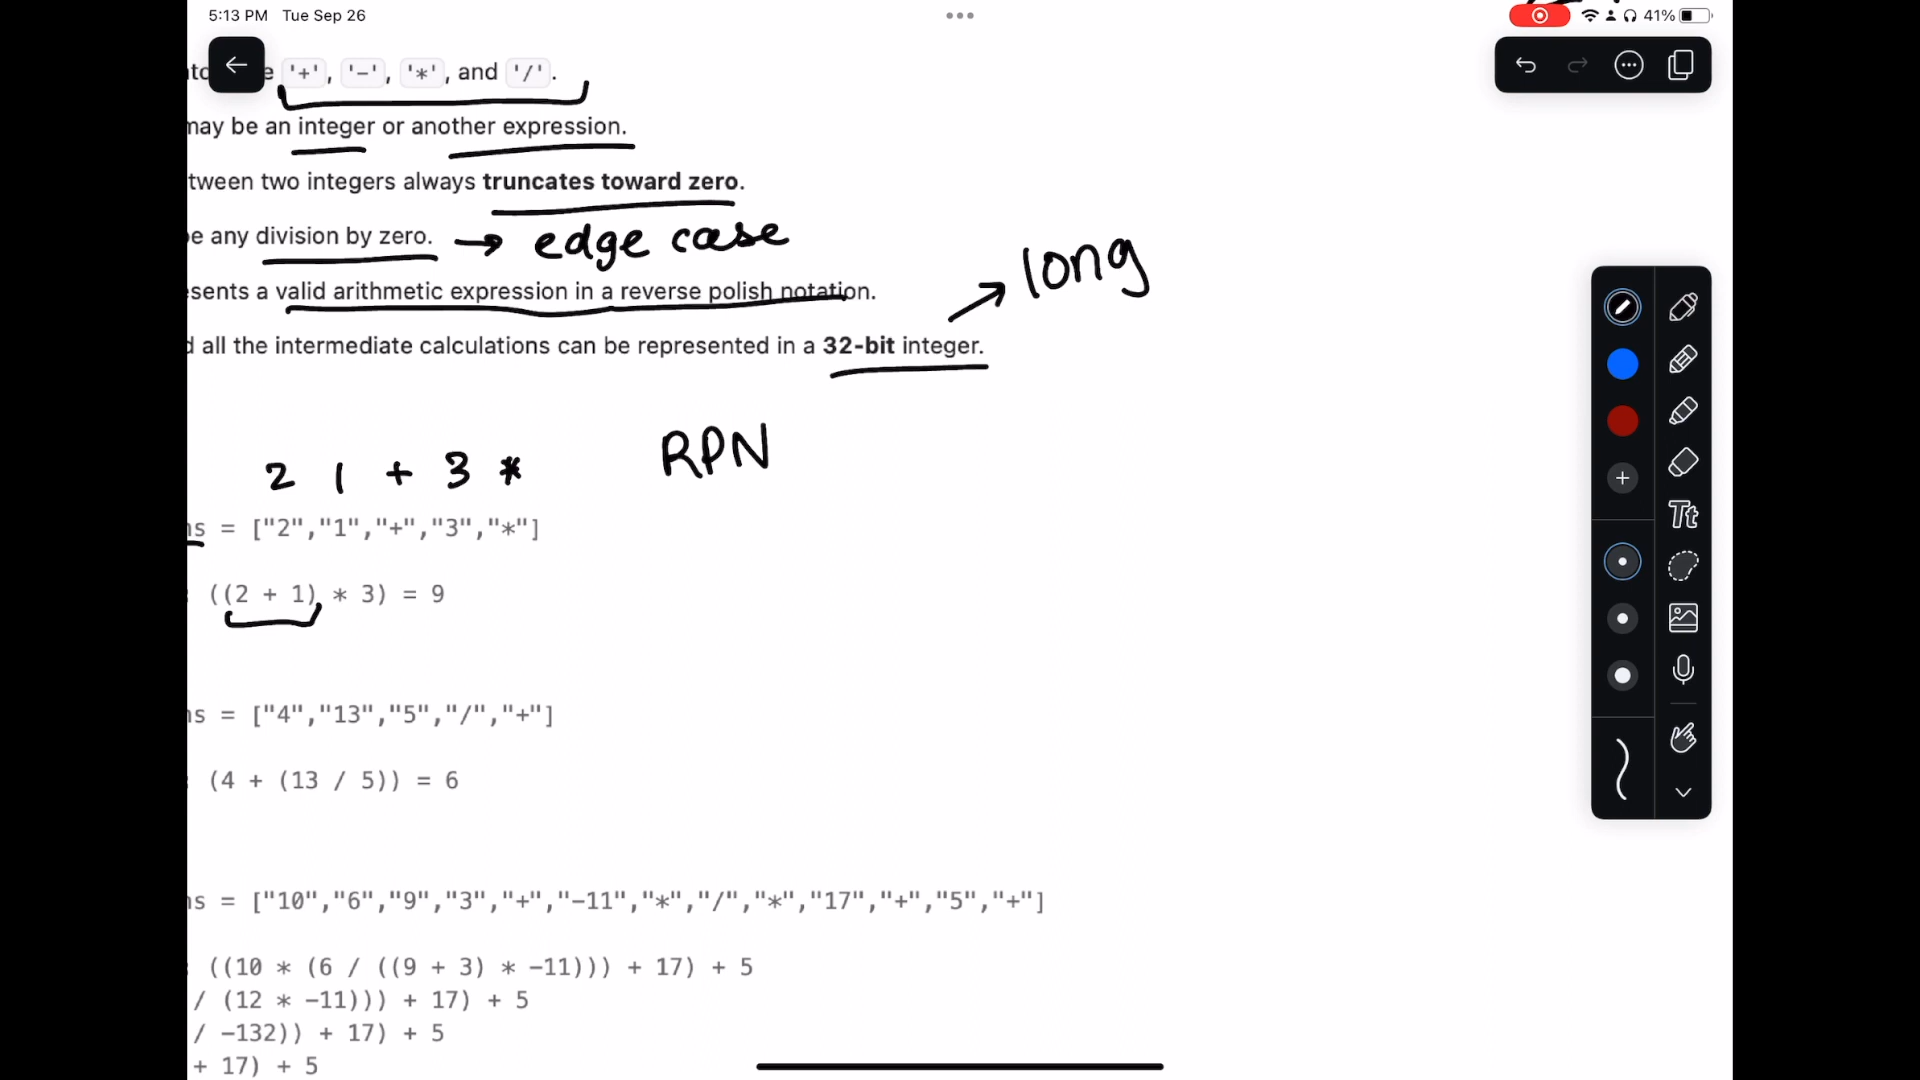 5:13 PM Tue Sep 26
41%
e '+', '-', '*', and '/'.
may be an integer or another expression.
tween two integers always truncates toward zero.
e any division by zero. → edge case
long
sents a valid arithmetic expression in a reverse polish notation.
d all the intermediate calculations can be represented in a 32-bit integer.
2 1 + 3 * RPN
ns = ["2","1","+","3","*"]
: ((2 + 1) * 3) = 9
ns = ["4","13","5","/","+"]
: (4 + (13 / 5)) = 6
ns = ["10","6","9","3","+","-11","*","/","*","17","+","5","+"]
: ((10 * (6 / ((9 + 3) * -11))) + 17) + 5
/ (12 * -11))) + 17) + 5
/ -132)) + 17) + 5
+ 17) + 5
Tt